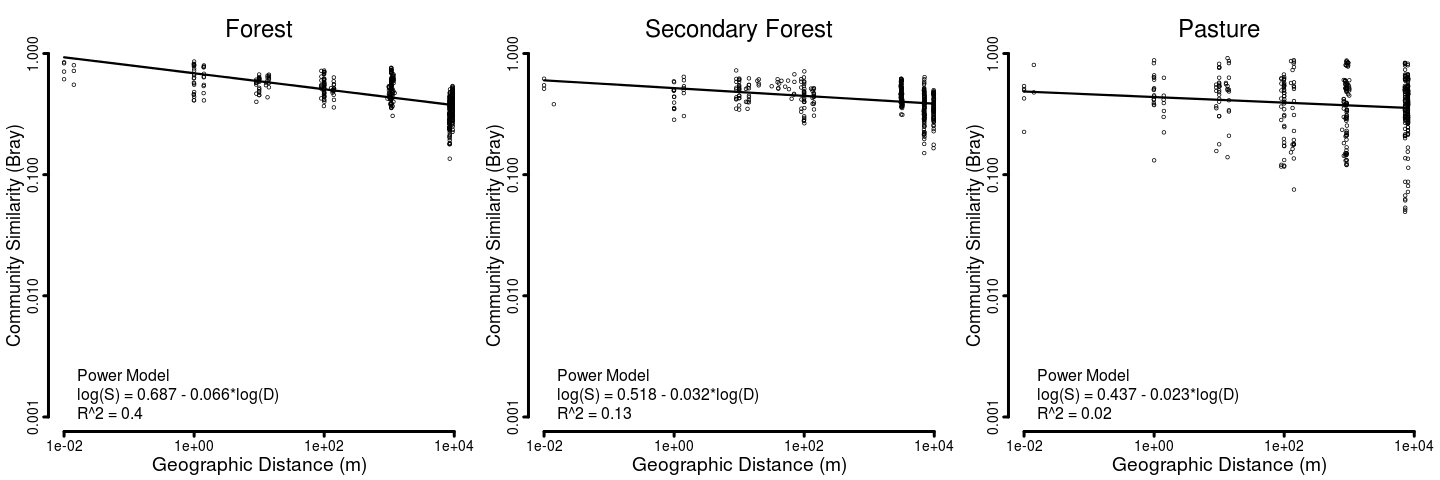 Forest
Community Similarity (Bray)
1.000
0.100
0.010
0.001
Power Model
log(S) = 0.687 - 0.066*log(D)
R^2 = 0.4
1e-02 1e+00 1e+02 1e+04
Geographic Distance (m)
Secondary Forest
Community Similarity (Bray)
1.000
0.100
0.010
0.001
Power Model
log(S) = 0.518 - 0.032*log(D)
R^2 = 0.13
1e-02 1e+00 1e+02 1e+04
Geographic Distance (m)
Pasture
Community Similarity (Bray)
1.000
0.100
0.010
0.001
Power Model
log(S) = 0.437 - 0.023*log(D)
R^2 = 0.02
1e-02 1e+00 1e+02 1e+04
Geographic Distance (m)